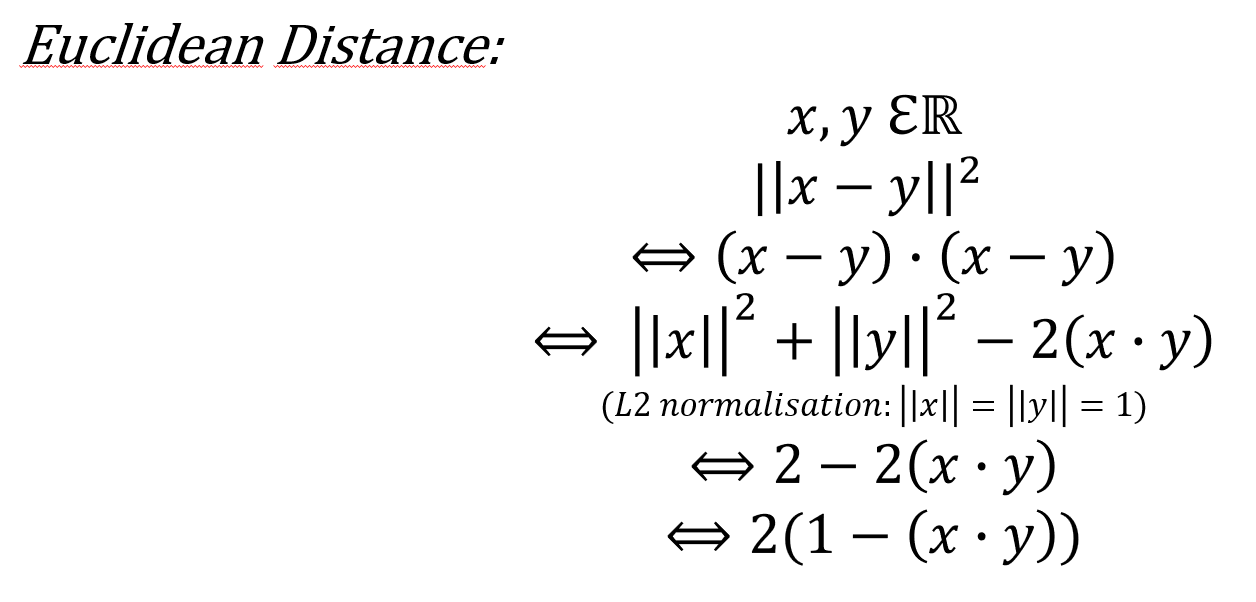 Euclidean Distance:
x, y Ɛℝ
||x − y||²
⟺ (x − y) · (x − y)
⟺ ||x||² + ||y||² − 2(x · y)
(L2 normalisation: ||x|| = ||y|| = 1)
⟺ 2 − 2(x · y)
⟺ 2(1 − (x · y))